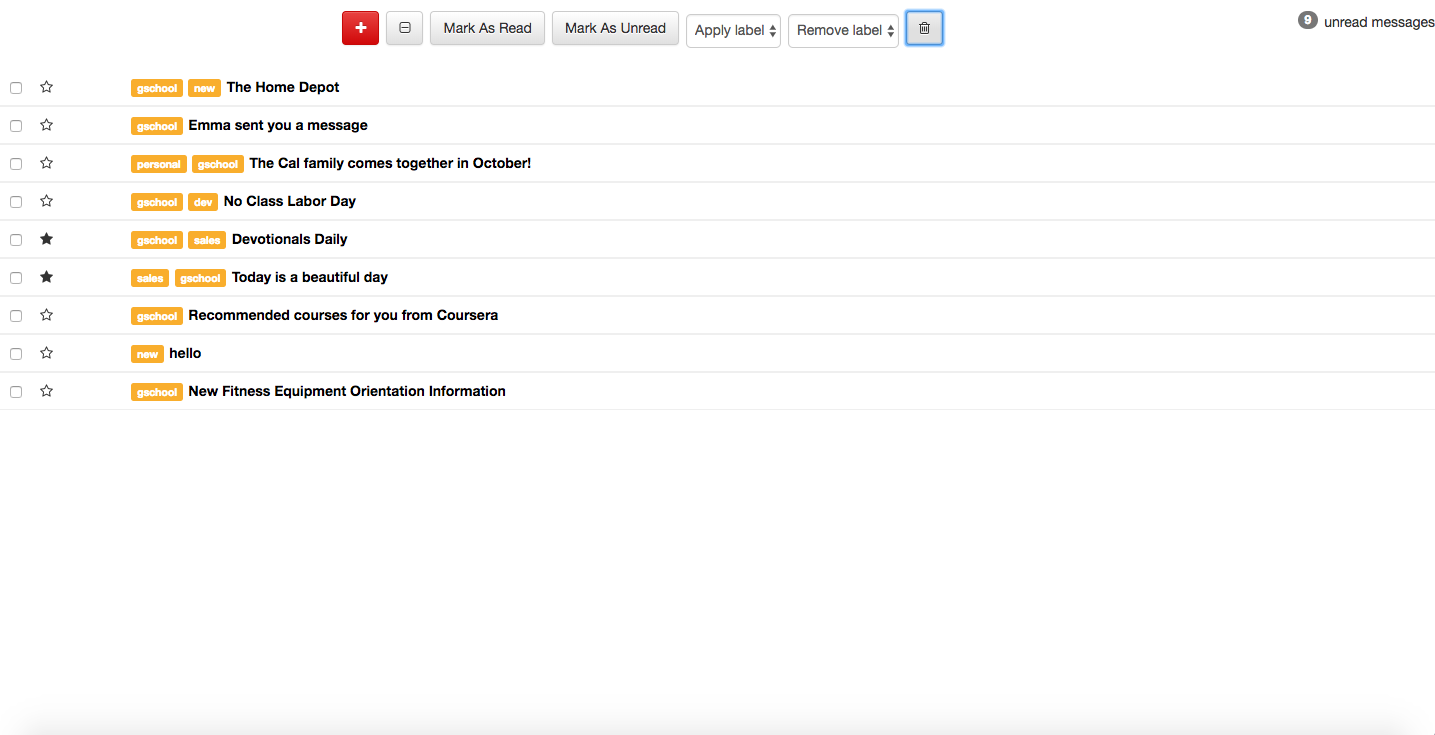 + Mark As Read Mark As Unread Apply label Remove label 9 unread messages
gschool new The Home Depot
gschool Emma sent you a message
personal gschool The Cal family comes together in October!
gschool dev No Class Labor Day
gschool sales Devotionals Daily
sales gschool Today is a beautiful day
gschool Recommended courses for you from Coursera
new hello
gschool New Fitness Equipment Orientation Information